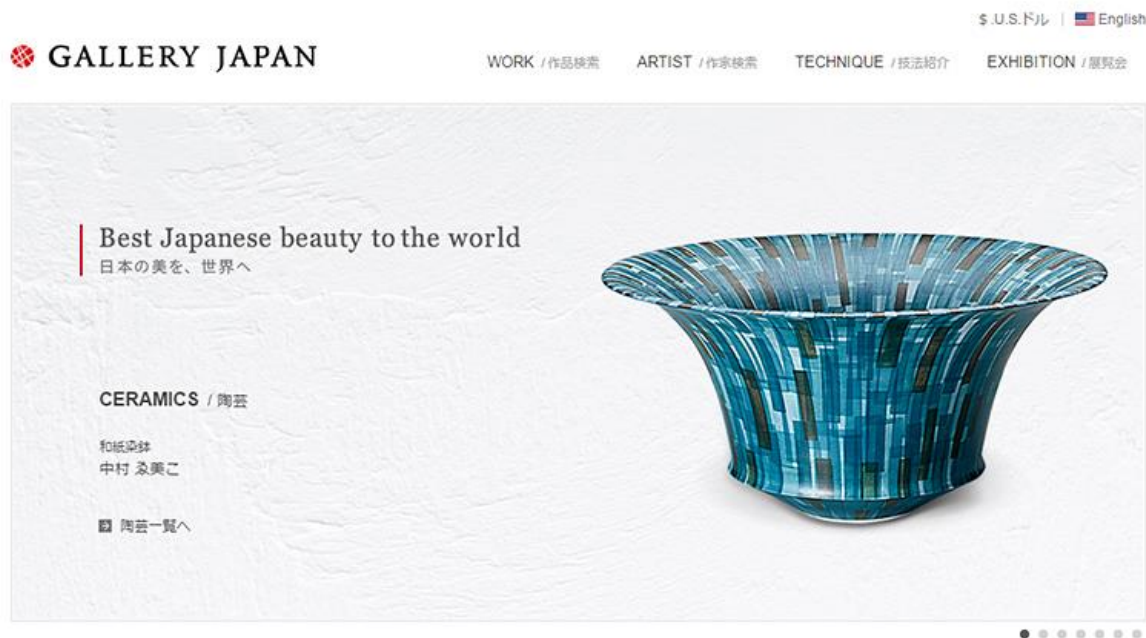 $ .U.S.ドル | English
GALLERY JAPAN
WORK / 作品検索 ARTIST / 作家検索 TECHNIQUE / 技法紹介 EXHIBITION / 展覧会
Best Japanese beauty to the world
日本の美を、世界へ
CERAMICS / 陶芸
和紙染鉢
中村 ゑ美こ
陶芸一覧へ